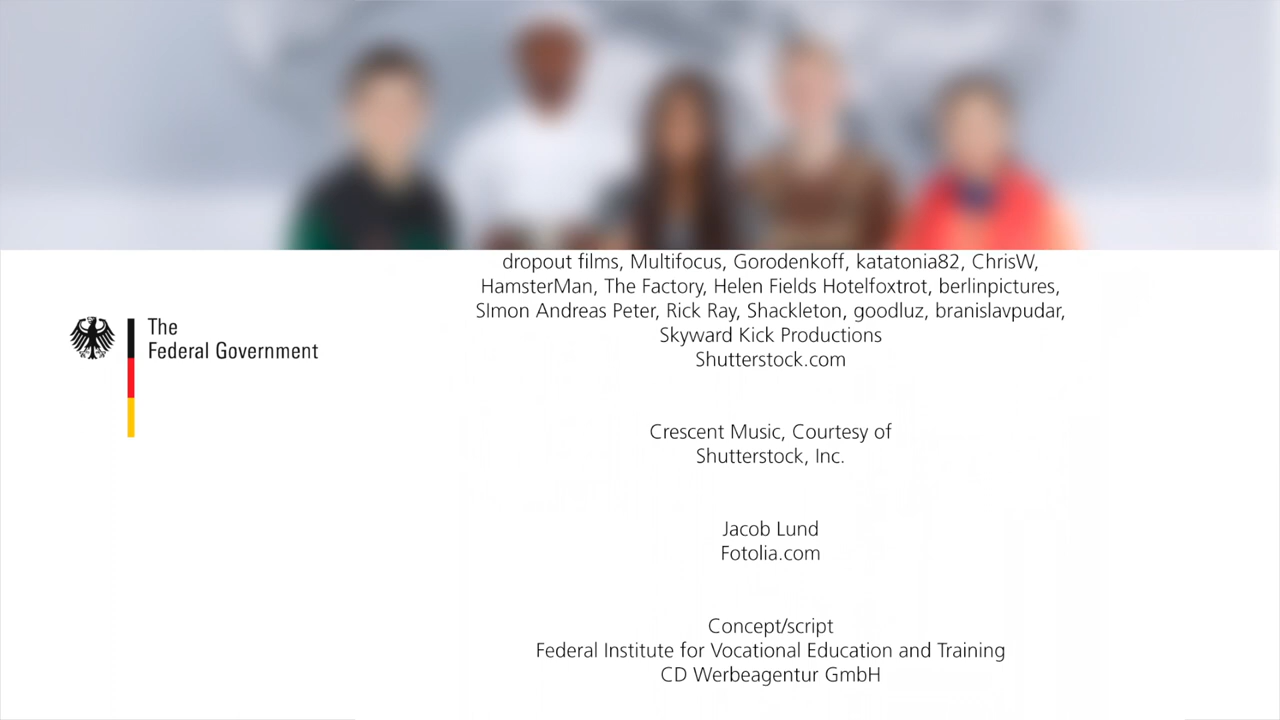 The
Federal Government
dropout films, Multifocus, Gorodenkoff, katatonia82, ChrisW,
HamsterMan, The Factory, Helen Fields Hotelfoxtrot, berlinpictures,
SImon Andreas Peter, Rick Ray, Shackleton, goodluz, branislavpudar,
Skyward Kick Productions
Shutterstock.com
Crescent Music, Courtesy of
Shutterstock, Inc.
Jacob Lund
Fotolia.com
Concept/script
Federal Institute for Vocational Education and Training
CD Werbeagentur GmbH